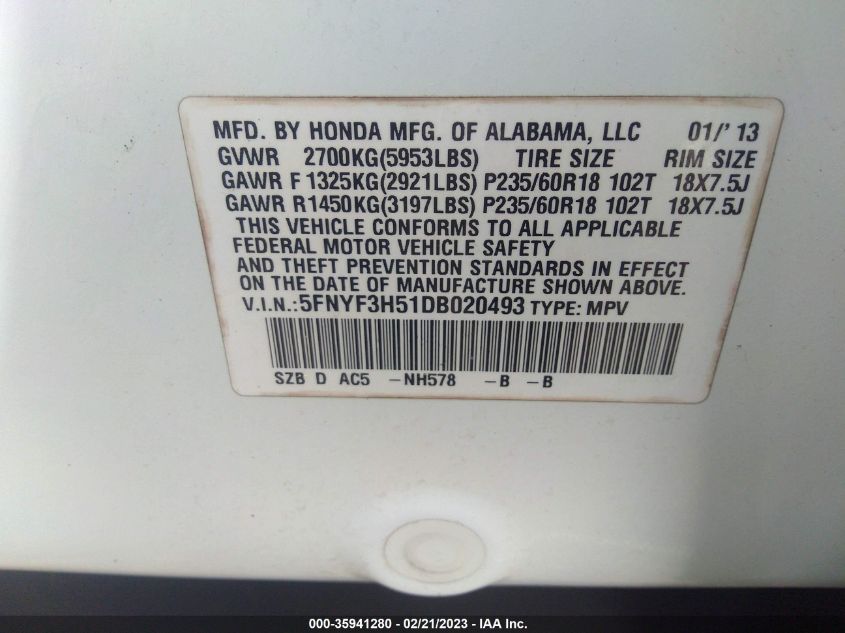 MFD. BY HONDA MFG. OF ALABAMA, LLC 01/' 13
GVWR 2700KG(5953LBS) TIRE SIZE RIM SIZE
GAWR F 1325KG(2921LBS) P235/60R18 102T 18X7.5J
GAWR R1450KG(3197LBS) P235/60R18 102T 18X7.5J
THIS VEHICLE CONFORMS TO ALL APPLICABLE
FEDERAL MOTOR VEHICLE SAFETY
AND THEFT PREVENTION STANDARDS IN EFFECT
ON THE DATE OF MANUFACTURE SHOWN ABOVE.
V.I.N.:5FNYF3H51DB020493 TYPE: MPV
SZB D AC5 -NH578 -B -B
000-35941280 - 02/21/2023 - IAA Inc.